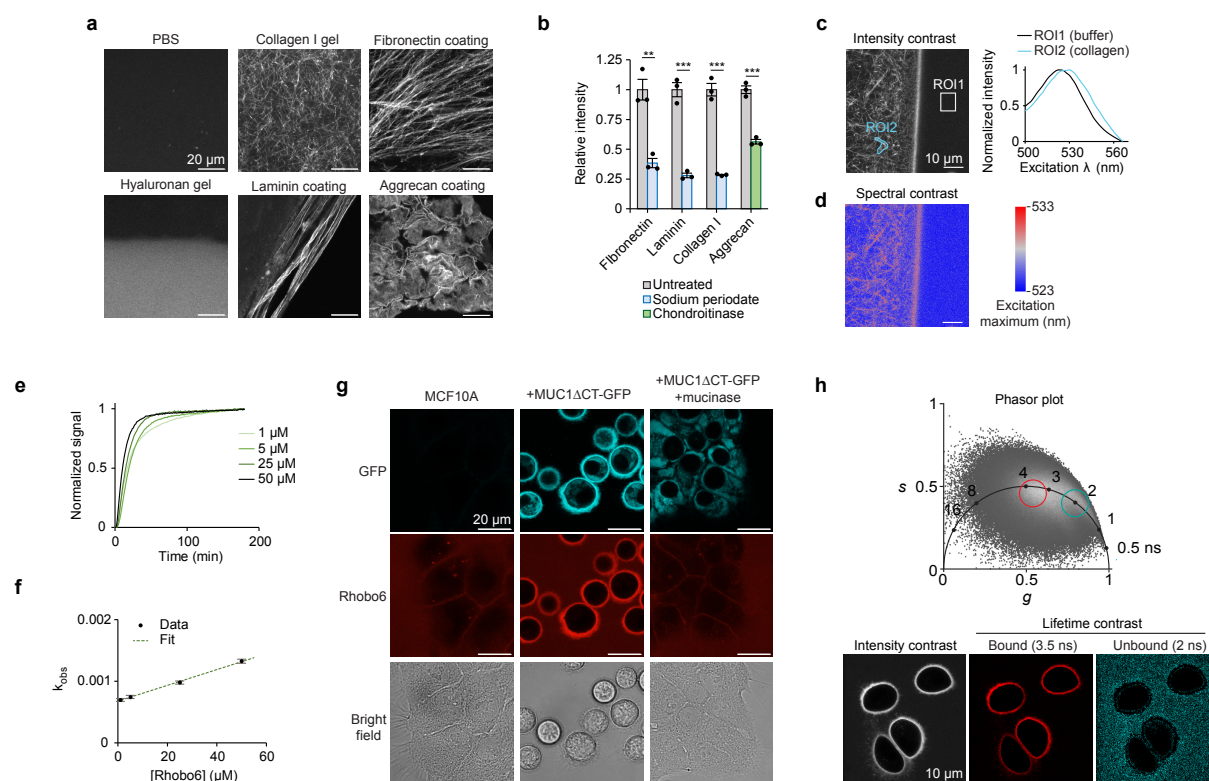 a
PBS
Collagen I gel
Fibronectin coating
20 µm
Hyaluronan gel
Laminin coating
Aggrecan coating
b
Relative intensity
1.25
1
0.75
0.5
0.25
0
**
***
***
***
FIbronectin
Laminin
Collagen I
Aggrecan
Untreated
Sodium periodate
Chondroitinase
c
Intensity contrast
ROI1
ROI2
10 µm
ROI1 (buffer)
ROI2 (collagen)
Normalized intensity
1
0.5
0
500
530
560
Excitation λ (nm)
d
Spectral contrast
-533
-523
Excitation
maximum (nm)
e
Normalized signal
1
0.5
0
0
100
200
Time (min)
1 µM
5 µM
25 µM
50 µM
f
kobs
0.002
0.001
0
0
20
40
60
[Rhobo6] (µM)
Data
Fit
g
MCF10A
+MUC1ΔCT-GFP
+MUC1ΔCT-GFP
+mucinase
GFP
20 µm
Rhobo6
Bright
field
h
Phasor plot
1
s
0.5
0
0
0.5
1
g
16
8
4
3
2
1
0.5 ns
Lifetime contrast
Intensity contrast
Bound (3.5 ns)
Unbound (2 ns)
10 µm